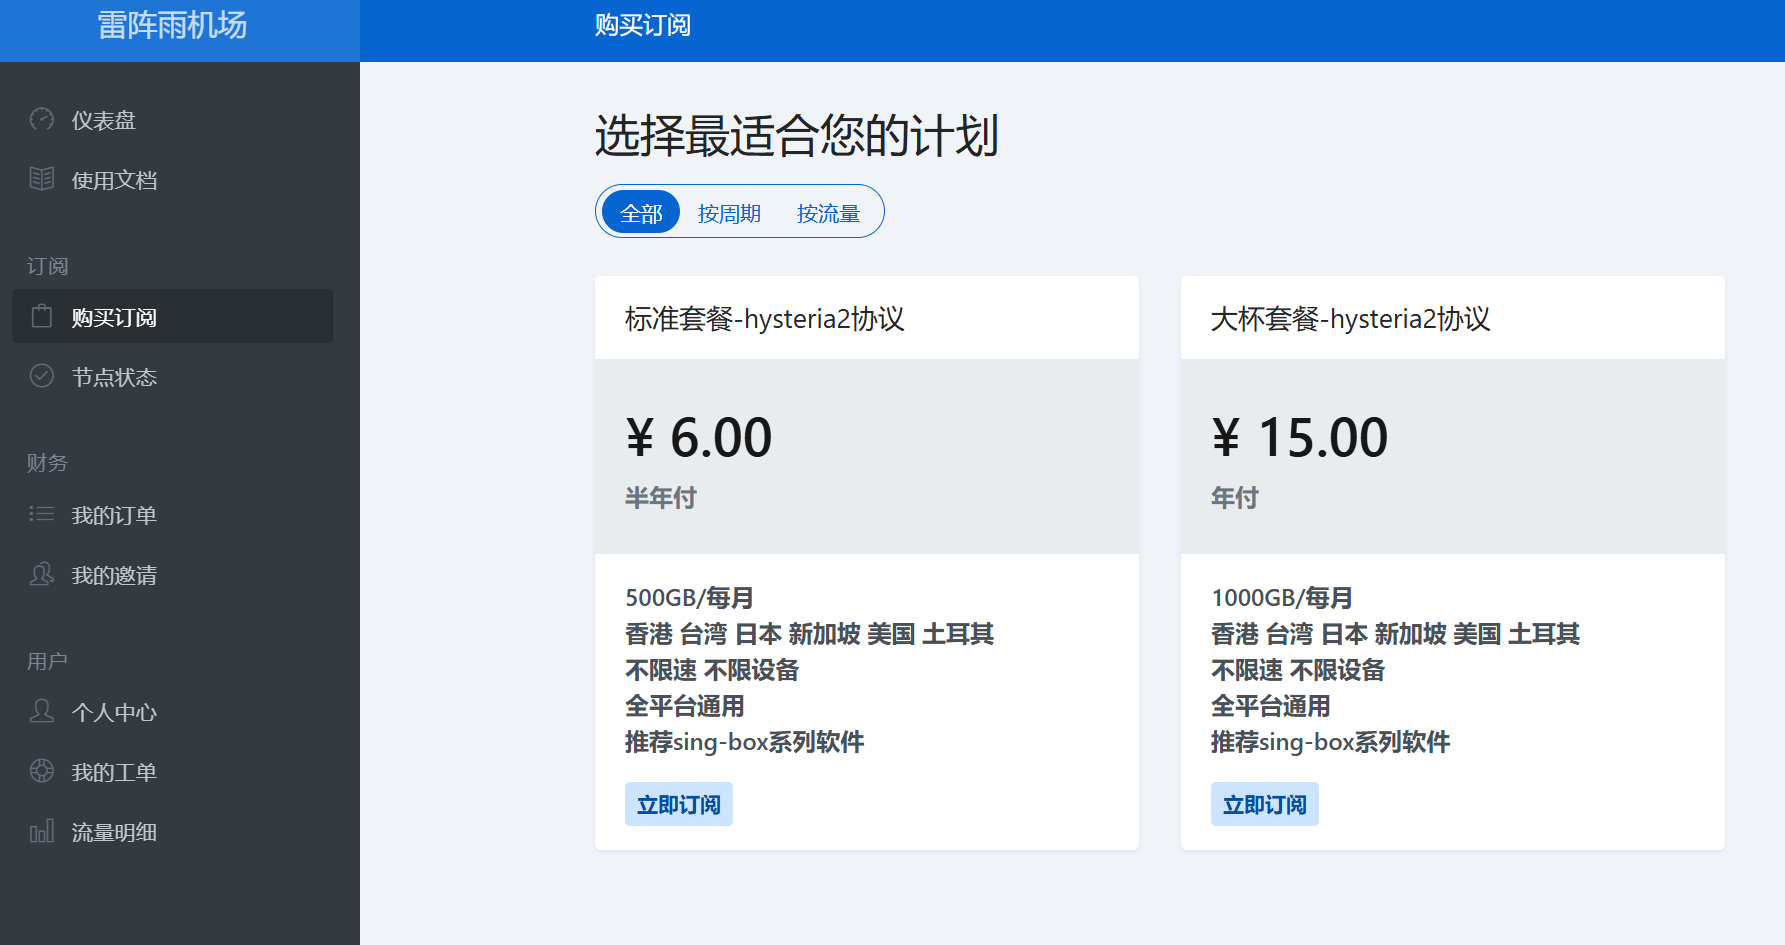 雷阵雨机场
购买订阅
仪表盘
使用文档
订阅
购买订阅
节点状态
财务
我的订单
我的邀请
用户
个人中心
我的工单
流量明细
选择最适合您的计划
全部 按周期 按流量
标准套餐-hysteria2协议
¥ 6.00
半年付
500GB/每月
香港 台湾 日本 新加坡 美国 土耳其
不限速 不限设备
全平台通用
推荐sing-box系列软件
立即订阅
大杯套餐-hysteria2协议
¥ 15.00
年付
1000GB/每月
香港 台湾 日本 新加坡 美国 土耳其
不限速 不限设备
全平台通用
推荐sing-box系列软件
立即订阅